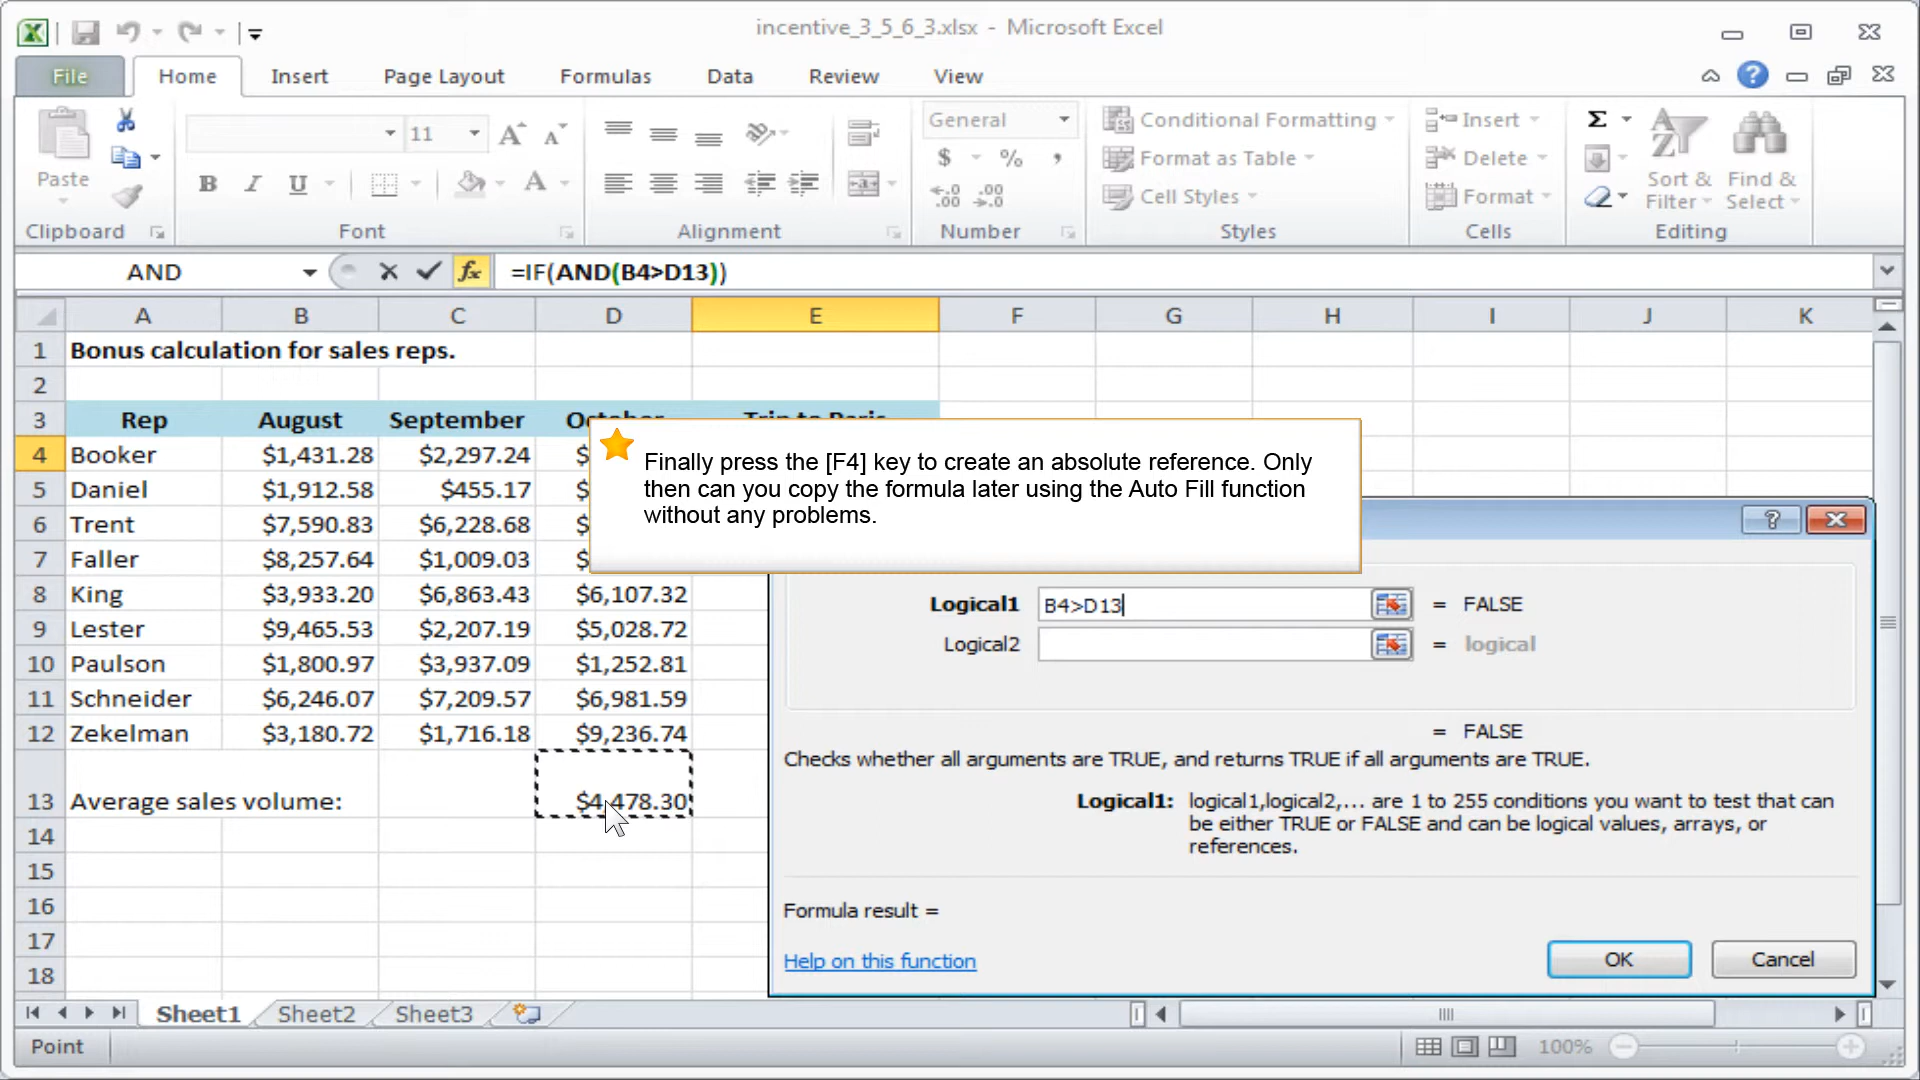 incentive_3_5_6_3.xlsx - Microsoft Excel
File Home Insert Page Layout Formulas Data Review View
Paste
Clipboard
11
B I U A
Font
Alignment
General
$ % ,
Number
Conditional Formatting
Format as Table
Cell Styles
Styles
Insert
Delete
Format
Cells
Σ
Sort & Filter
Find & Select
Editing
AND fx =IF(AND(B4>D13))
A B C D E F G H I J K
1 Bonus calculation for sales reps.
2
3 Rep August September
4 Booker $1,431.28 $2,297.24
5 Daniel $1,912.58 $455.17
6 Trent $7,590.83 $6,228.68
7 Faller $8,257.64 $1,009.03
8 King $3,933.20 $6,863.43 $6,107.32
9 Lester $9,465.53 $2,207.19 $5,028.72
10 Paulson $1,800.97 $3,937.09 $1,252.81
11 Schneider $6,246.07 $7,209.57 $6,981.59
12 Zekelman $3,180.72 $1,716.18 $9,236.74
13 Average sales volume: $4,478.30
14
15
16
17
18
Finally press the [F4] key to create an absolute reference. Only
then can you copy the formula later using the Auto Fill function
without any problems.
Logical1 B4>D13 = FALSE
Logical2 = logical
= FALSE
Checks whether all arguments are TRUE, and returns TRUE if all arguments are TRUE.
Logical1: logical1,logical2,... are 1 to 255 conditions you want to test that can
be either TRUE or FALSE and can be logical values, arrays, or
references.
Formula result =
Help on this function
OK Cancel
Sheet1 Sheet2 Sheet3
Point 100%